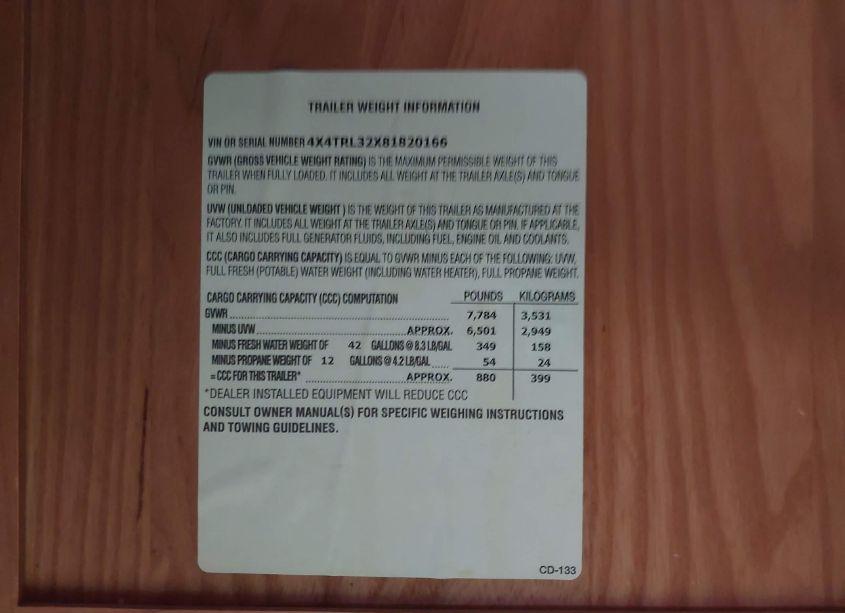 TRAILER WEIGHT INFORMATION
VIN OR SERIAL NUMBER 4X4TRL32X81820166
GVWR (GROSS VEHICLE WEIGHT RATING) IS THE MAXIMUM PERMISSIBLE WEIGHT OF THIS
TRAILER WHEN FULLY LOADED. IT INCLUDES ALL WEIGHT AT THE TRAILER AXLE(S) AND TONGUE
OR PIN.
UVW (UNLOADED VEHICLE WEIGHT ) IS THE WEIGHT OF THIS TRAILER AS MANUFACTURED AT THE
FACTORY. IT INCLUDES ALL WEIGHT AT THE TRAILER AXLE(S) AND TONGUE OR PIN. IF APPLICABLE,
IT ALSO INCLUDES FULL GENERATOR FLUIDS, INCLUDING FUEL, ENGINE OIL AND COOLANTS.
CCC (CARGO CARRYING CAPACITY) IS EQUAL TO GVWR MINUS EACH OF THE FOLLOWING: UVW,
FULL FRESH (POTABLE) WATER WEIGHT (INCLUDING WATER HEATER), FULL PROPANE WEIGHT.
CARGO CARRYING CAPACITY (CCC) COMPUTATION POUNDS KILOGRAMS
GVWR 7,784 3,531
MINUS UVW APPROX. 6,501 2,949
MINUS FRESH WATER WEIGHT OF 42 GALLONS @ 8.3 LB/GAL 349 158
MINUS PROPANE WEIGHT OF 12 GALLONS @ 4.2 LB/GAL 54 24
= CCC FOR THIS TRAILER* APPROX. 880 399
*DEALER INSTALLED EQUIPMENT WILL REDUCE CCC
CONSULT OWNER MANUAL(S) FOR SPECIFIC WEIGHING INSTRUCTIONS
AND TOWING GUIDELINES.
CD-133